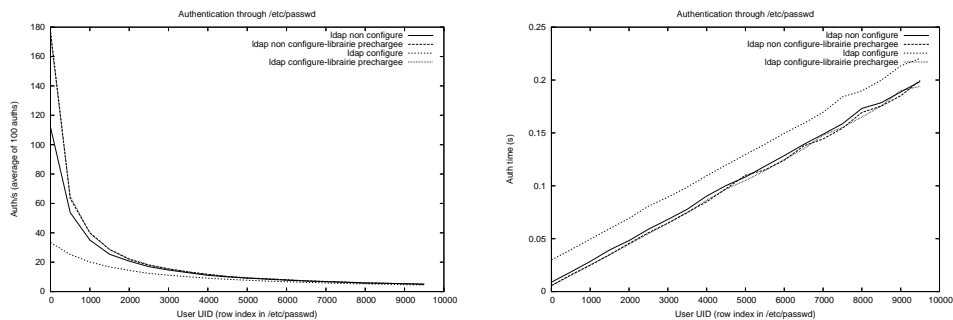 Authentication through /etc/passwd
180
160
140
120
100
80
60
40
20
0
Auth/s (average of 100 auths)
ldap non configure
ldap non configure-librairie prechargee
ldap configure
ldap configure-librairie prechargee
0 1000 2000 3000 4000 5000 6000 7000 8000 9000 10000
User UID (row index in /etc/passwd)
Authentication through /etc/passwd
0.25
0.2
0.15
0.1
0.05
0
Auth time (s)
ldap non configure
ldap non configure-librairie prechargee
ldap configure
ldap configure-librairie prechargee
0 1000 2000 3000 4000 5000 6000 7000 8000 9000 10000
User UID (row index in /etc/passwd)